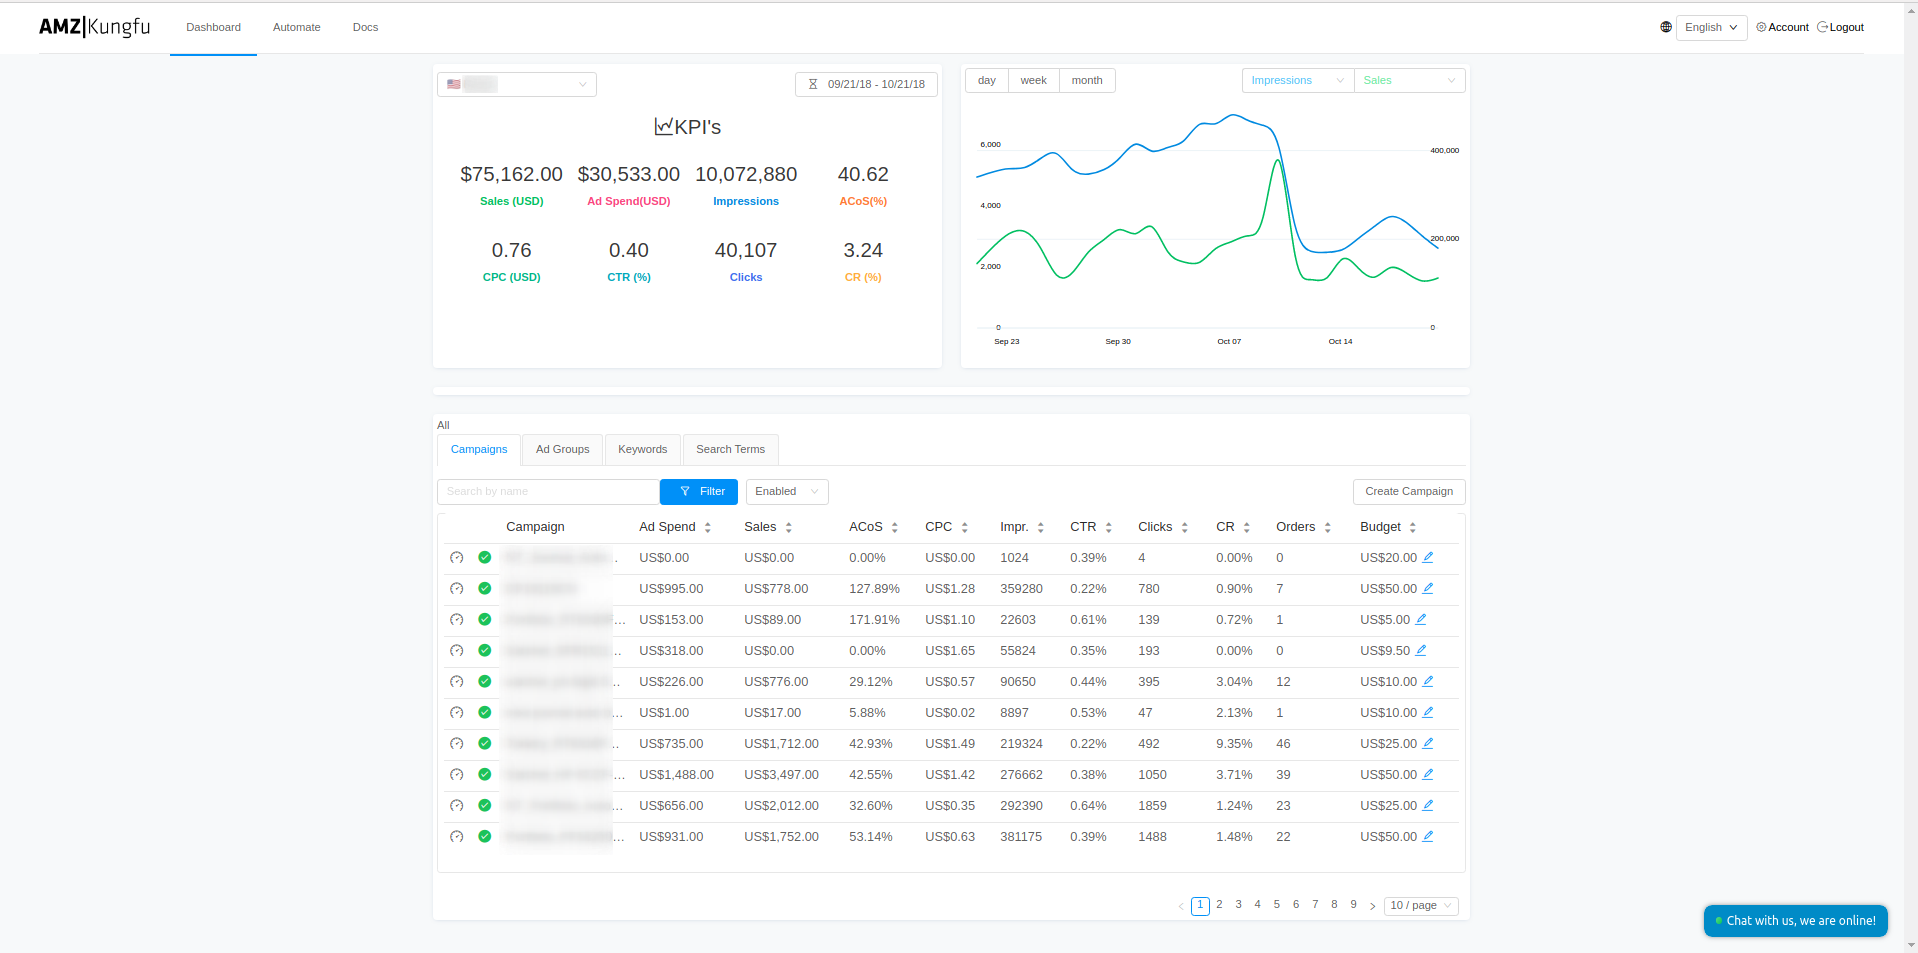 AMZ|Kungfu Dashboard Automate Docs English Account Logout
09/21/18 - 10/21/18
KPI's
$75,162.00 $30,533.00 10,072,880 40.62
Sales (USD) Ad Spend(USD) Impressions ACoS(%)
0.76 0.40 40,107 3.24
CPC (USD) CTR (%) Clicks CR (%)
day week month Impressions Sales
6,000 400,000
4,000
200,000
2,000
0 0
Sep 23 Sep 30 Oct 07 Oct 14
All
Campaigns Ad Groups Keywords Search Terms
Search by name Filter Enabled Create Campaign
Campaign Ad Spend Sales ACoS CPC Impr. CTR Clicks CR Orders Budget
US$0.00 US$0.00 0.00% US$0.00 1024 0.39% 4 0.00% 0 US$20.00
US$995.00 US$778.00 127.89% US$1.28 359280 0.22% 780 0.90% 7 US$50.00
... US$153.00 US$89.00 171.91% US$1.10 22603 0.61% 139 0.72% 1 US$5.00
US$318.00 US$0.00 0.00% US$1.65 55824 0.35% 193 0.00% 0 US$9.50
US$226.00 US$776.00 29.12% US$0.57 90650 0.44% 395 3.04% 12 US$10.00
... US$1.00 US$17.00 5.88% US$0.02 8897 0.53% 47 2.13% 1 US$10.00
US$735.00 US$1,712.00 42.93% US$1.49 219324 0.22% 492 9.35% 46 US$25.00
... US$1,488.00 US$3,497.00 42.55% US$1.42 276662 0.38% 1050 3.71% 39 US$50.00
... US$656.00 US$2,012.00 32.60% US$0.35 292390 0.64% 1859 1.24% 23 US$25.00
... US$931.00 US$1,752.00 53.14% US$0.63 381175 0.39% 1488 1.48% 22 US$50.00
< 1 2 3 4 5 6 7 8 9 > 10 / page
Chat with us, we are online!